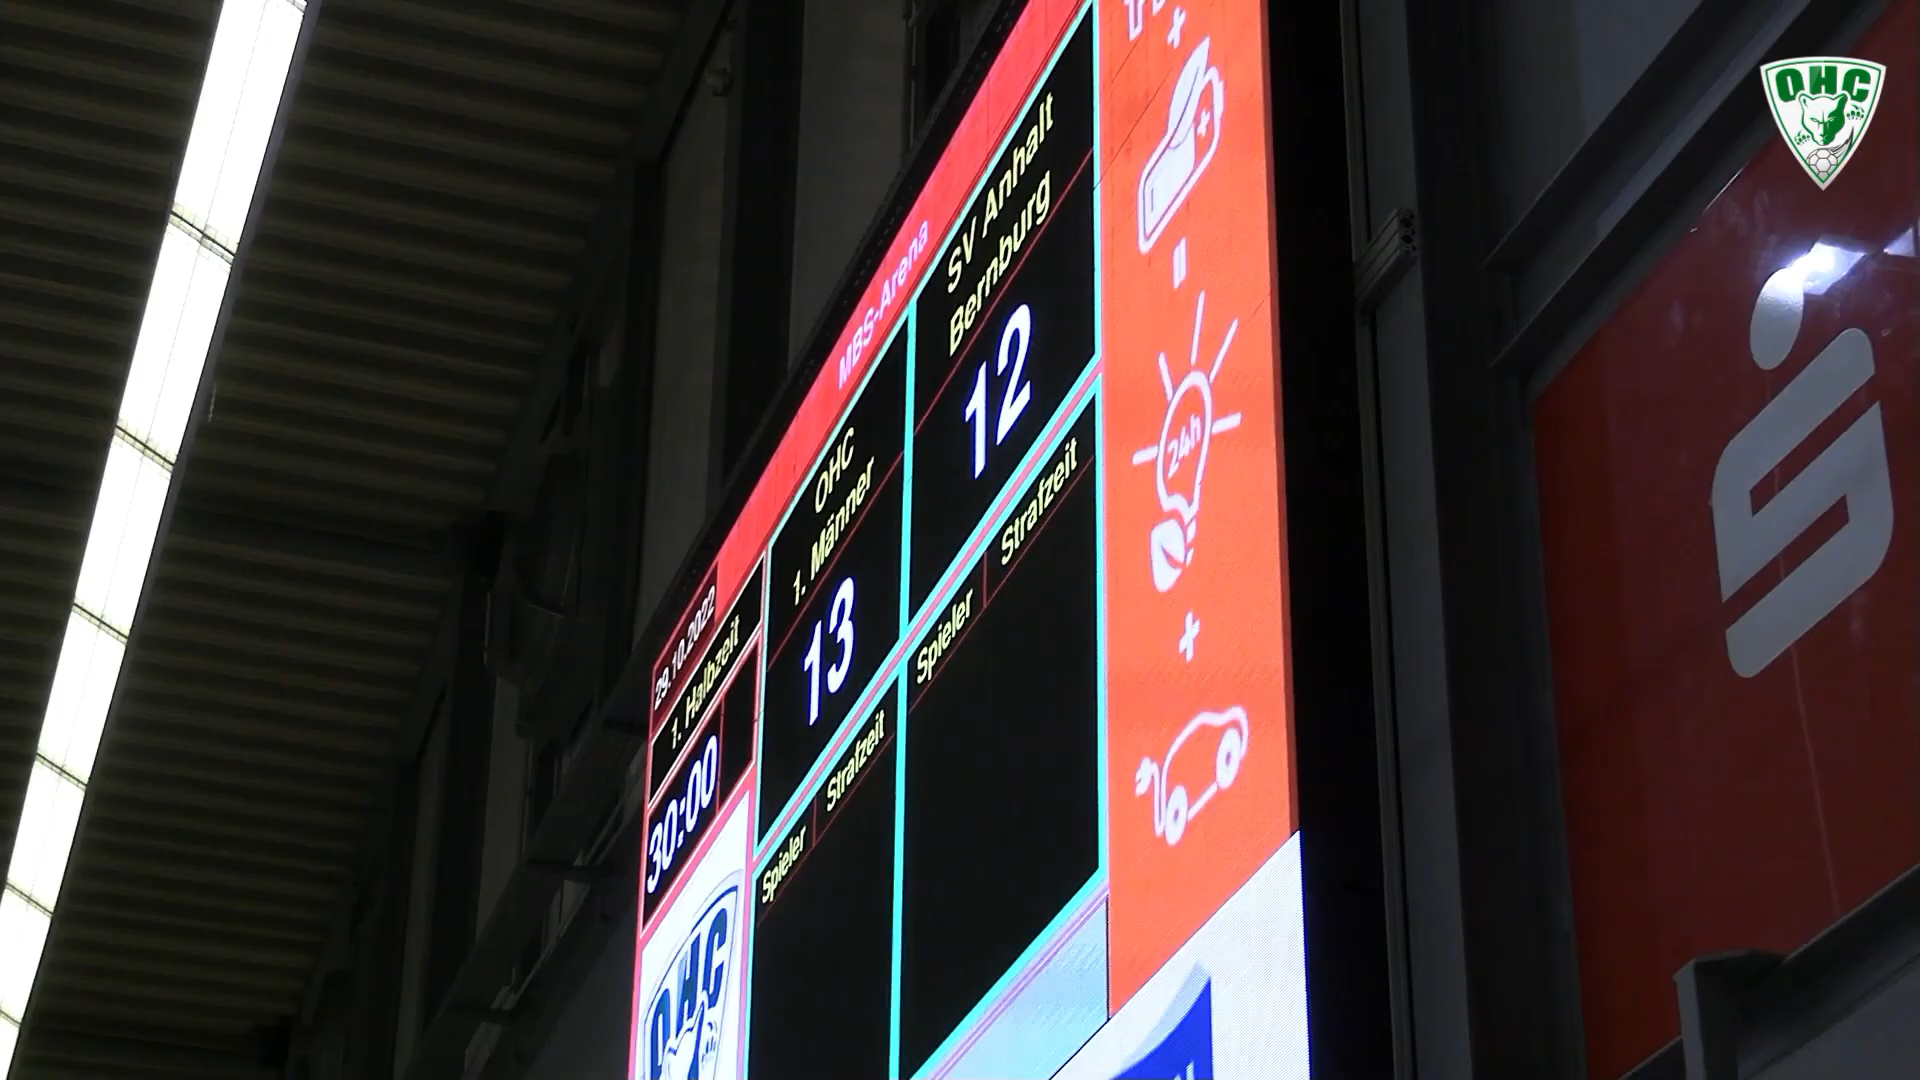 OHC
MBS-Arena
29.10.2022
1. Halbzeit
30:00
OHC
1. Männer
13
SV Anhalt
Bernburg
12
Spieler
Strafzeit
Spieler
Strafzeit
24h
OHC